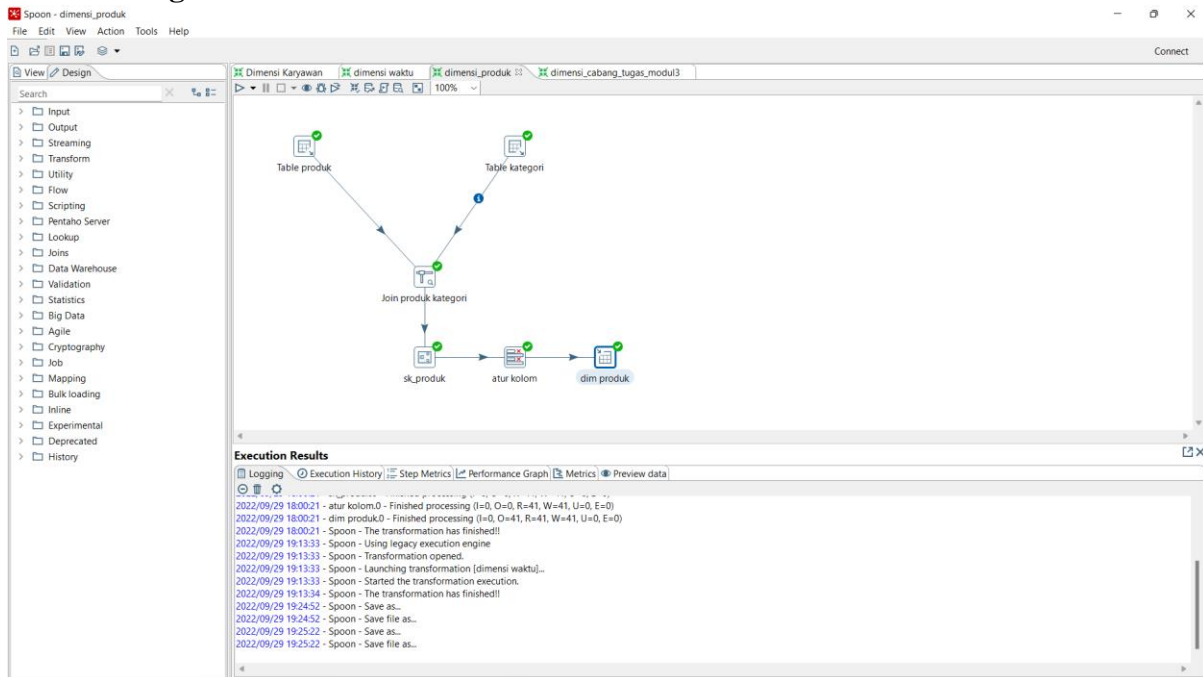 Spoon - dimensi_produk
File Edit View Action Tools Help
Connect
View Design
Search
Input
Output
Streaming
Transform
Utility
Flow
Scripting
Pentaho Server
Lookup
Joins
Data Warehouse
Validation
Statistics
Big Data
Agile
Cryptography
Job
Mapping
Bulk loading
Inline
Experimental
Deprecated
History
Dimensi Karyawan dimensi waktu dimensi_produk dimensi_cabang_tugas_modul3
100%
Table produk Table kategori
Join produk kategori
sk_produk atur kolom dim produk
Execution Results
Logging Execution History Step Metrics Performance Graph Metrics Preview data
2022/09/29 18:00:21 - atur kolom.0 - Finished processing (I=0, O=0, R=41, W=41, U=0, E=0)
2022/09/29 18:00:21 - dim produk.0 - Finished processing (I=0, O=41, R=41, W=41, U=0, E=0)
2022/09/29 18:00:21 - Spoon - The transformation has finished!!
2022/09/29 19:13:33 - Spoon - Using legacy execution engine
2022/09/29 19:13:33 - Spoon - Transformation opened.
2022/09/29 19:13:33 - Spoon - Launching transformation [dimensi waktu]...
2022/09/29 19:13:33 - Spoon - Started the transformation execution.
2022/09/29 19:13:34 - Spoon - The transformation has finished!!
2022/09/29 19:24:52 - Spoon - Save as...
2022/09/29 19:24:52 - Spoon - Save file as...
2022/09/29 19:25:22 - Spoon - Save as...
2022/09/29 19:25:22 - Spoon - Save file as...